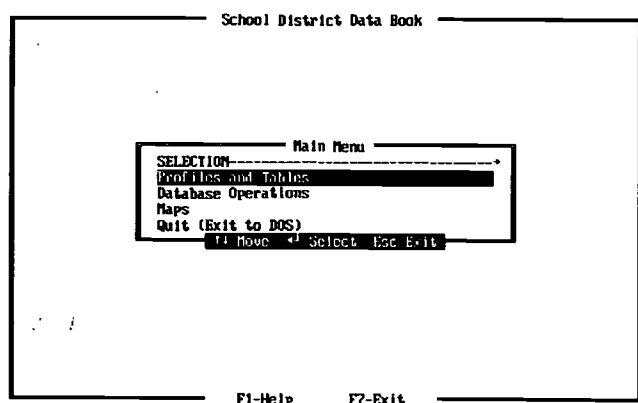 School District Data Book
Main Menu
SELECTION
Profiles and Tables
Database Operations
Maps
Quit (Exit to DOS)
↑↓ Move ↵ Select Esc Exit
F1-Help F7-Exit